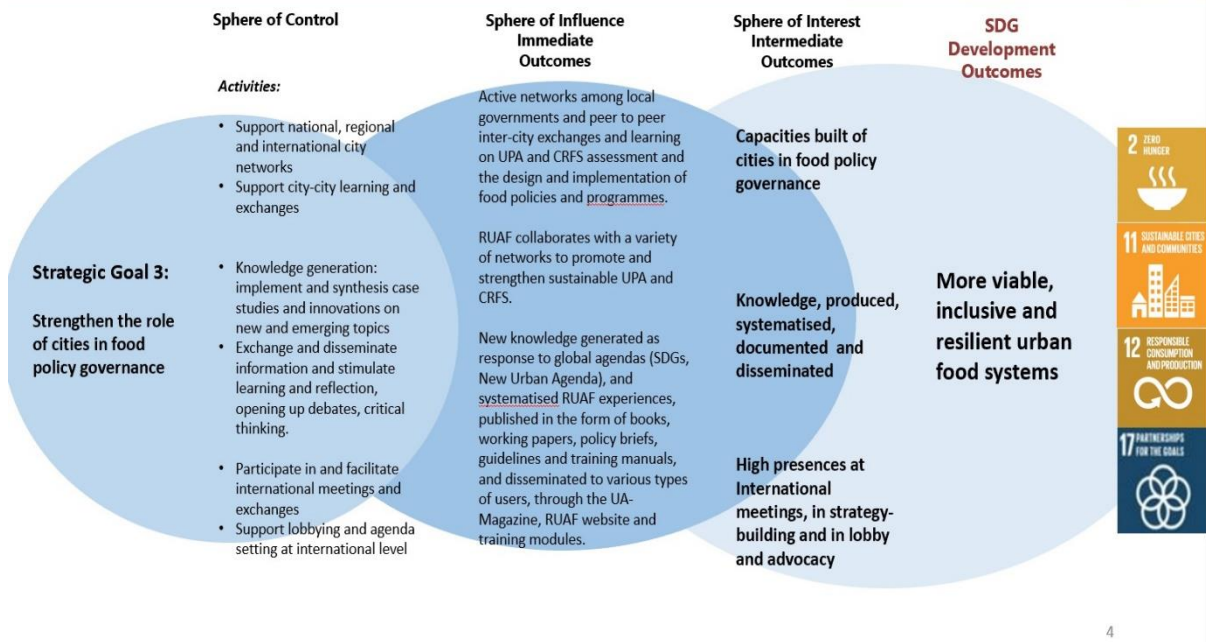 Sphere of Control
Sphere of Influence
Immediate
Outcomes
Sphere of Interest
Intermediate
Outcomes
SDG
Development
Outcomes
Strategic Goal 3:
Strengthen the role
of cities in food
policy governance
Activities:
• Support national, regional
and international city
networks
• Support city-city learning and
exchanges
• Knowledge generation:
implement and synthesis case
studies and innovations on
new and emerging topics
• Exchange and disseminate
information and stimulate
learning and reflection,
opening up debates, critical
thinking.
• Participate in and facilitate
international meetings and
exchanges
• Support lobbying and agenda
setting at international level
Active networks among local
governments and peer to peer
inter-city exchanges and learning
on UPA and CRFS assessment and
the design and implementation of
food policies and programmes.
RUAF collaborates with a variety
of networks to promote and
strengthen sustainable UPA and
CRFS.
New knowledge generated as
response to global agendas (SDGs,
New Urban Agenda), and
systematised RUAF experiences,
published in the form of books,
working papers, policy briefs,
guidelines and training manuals,
and disseminated to various types
of users, through the UA-
Magazine, RUAF website and
training modules.
Capacities built of
cities in food policy
governance
Knowledge, produced,
systematised,
documented and
disseminated
High presences at
International
meetings, in strategy-
building and in lobby
and advocacy
More viable,
inclusive and
resilient urban
food systems
2 ZERO
HUNGER
11 SUSTAINABLE CITIES
AND COMMUNITIES
12 RESPONSIBLE
CONSUMPTION
AND PRODUCTION
17 PARTNERSHIPS
FOR THE GOALS
4